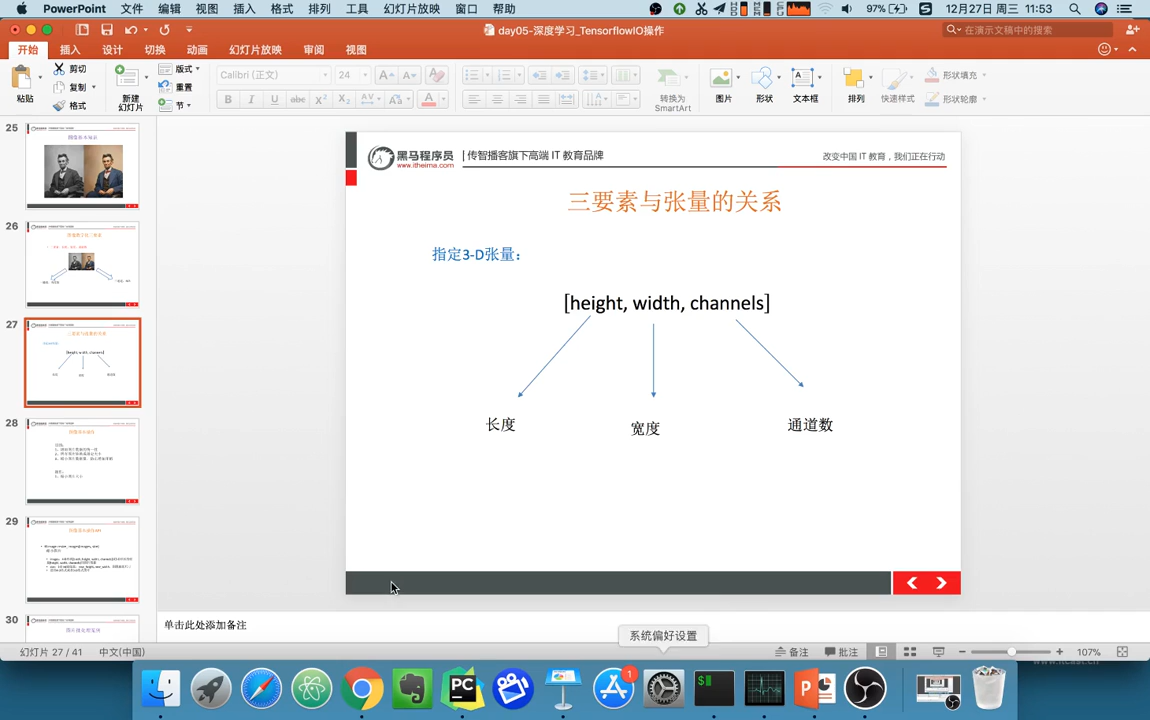 PowerPoint 文件 编辑 视图 插入 格式 排列 工具 幻灯片放映 窗口 帮助 97% 12月27日 周三 11:53
day05-深度学习_TensorflowIO操作 在演示文稿中的搜索
开始 插入 设计 切换 动画 幻灯片放映 审阅 视图
粘贴 剪切 复制 格式
新建
幻灯片
版式 重置 节
Calibri (正文) 24
转换为
SmartArt
图片 形状 文本框 排列 快速样式 形状填充 形状轮廓
25
26
27
28
29
30
黑马程序员
www.itheima.com
传智播客旗下高端 IT 教育品牌
改变中国 IT 教育，我们正在行动
三要素与张量的关系
指定3-D张量：
[height, width, channels]
长度 宽度 通道数
单击此处添加备注
系统偏好设置
幻灯片 27 / 41 中文(中国) 备注 批注 107%